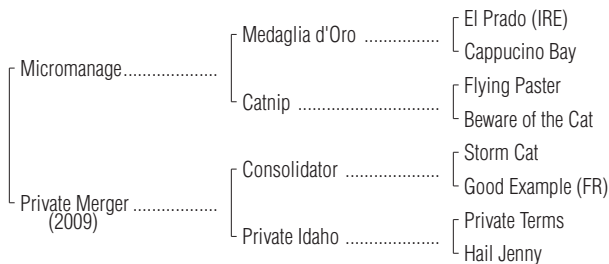 El Prado (IRE)
Medaglia d'Oro ................
Cappucino Bay
Micromanage....................
Flying Paster
Catnip ..............................
Beware of the Cat
Storm Cat
Consolidator ....................
Good Example (FR)
Private Merger ..................
(2009)
Private Terms
Private Idaho ....................
Hail Jenny